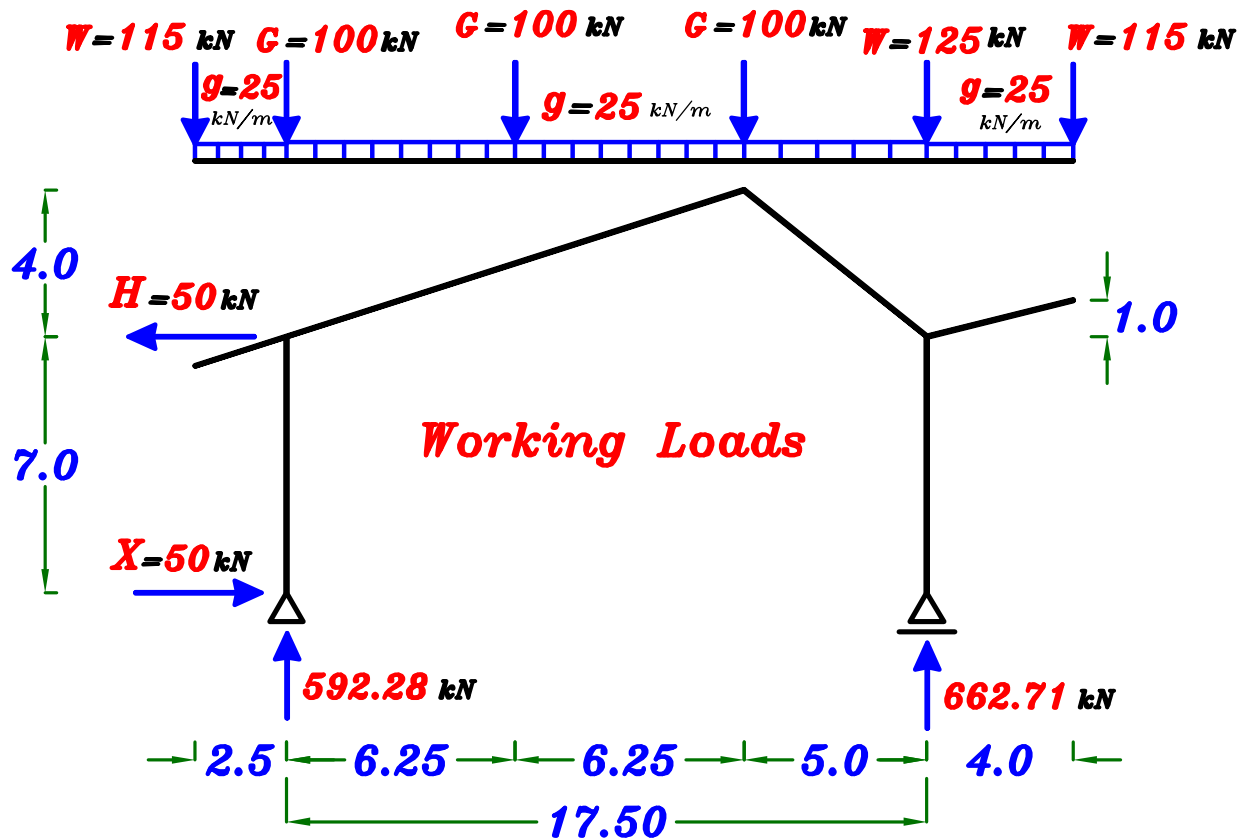 W=115 kN G=100kN G=100 kN G=100kN W=125 kN W=115 kN
g=25 kN/m g=25 kN/m g=25 kN/m
4.0
H=50kN
1.0
7.0
Working Loads
X=50kN
592.28 kN
662.71 kN
2.5 6.25 6.25 5.0 4.0
17.50